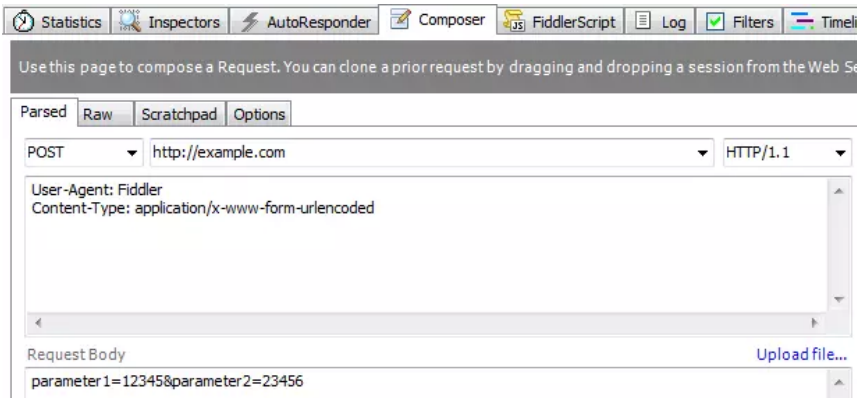 Statistics Inspectors AutoResponder Composer FiddlerScript Log Filters Timeli
Use this page to compose a Request. You can clone a prior request by dragging and dropping a session from the Web Se
Parsed Raw Scratchpad Options
POST http://example.com HTTP/1.1
User-Agent: Fiddler
Content-Type: application/x-www-form-urlencoded
Request Body Upload file...
parameter1=12345&parameter2=23456